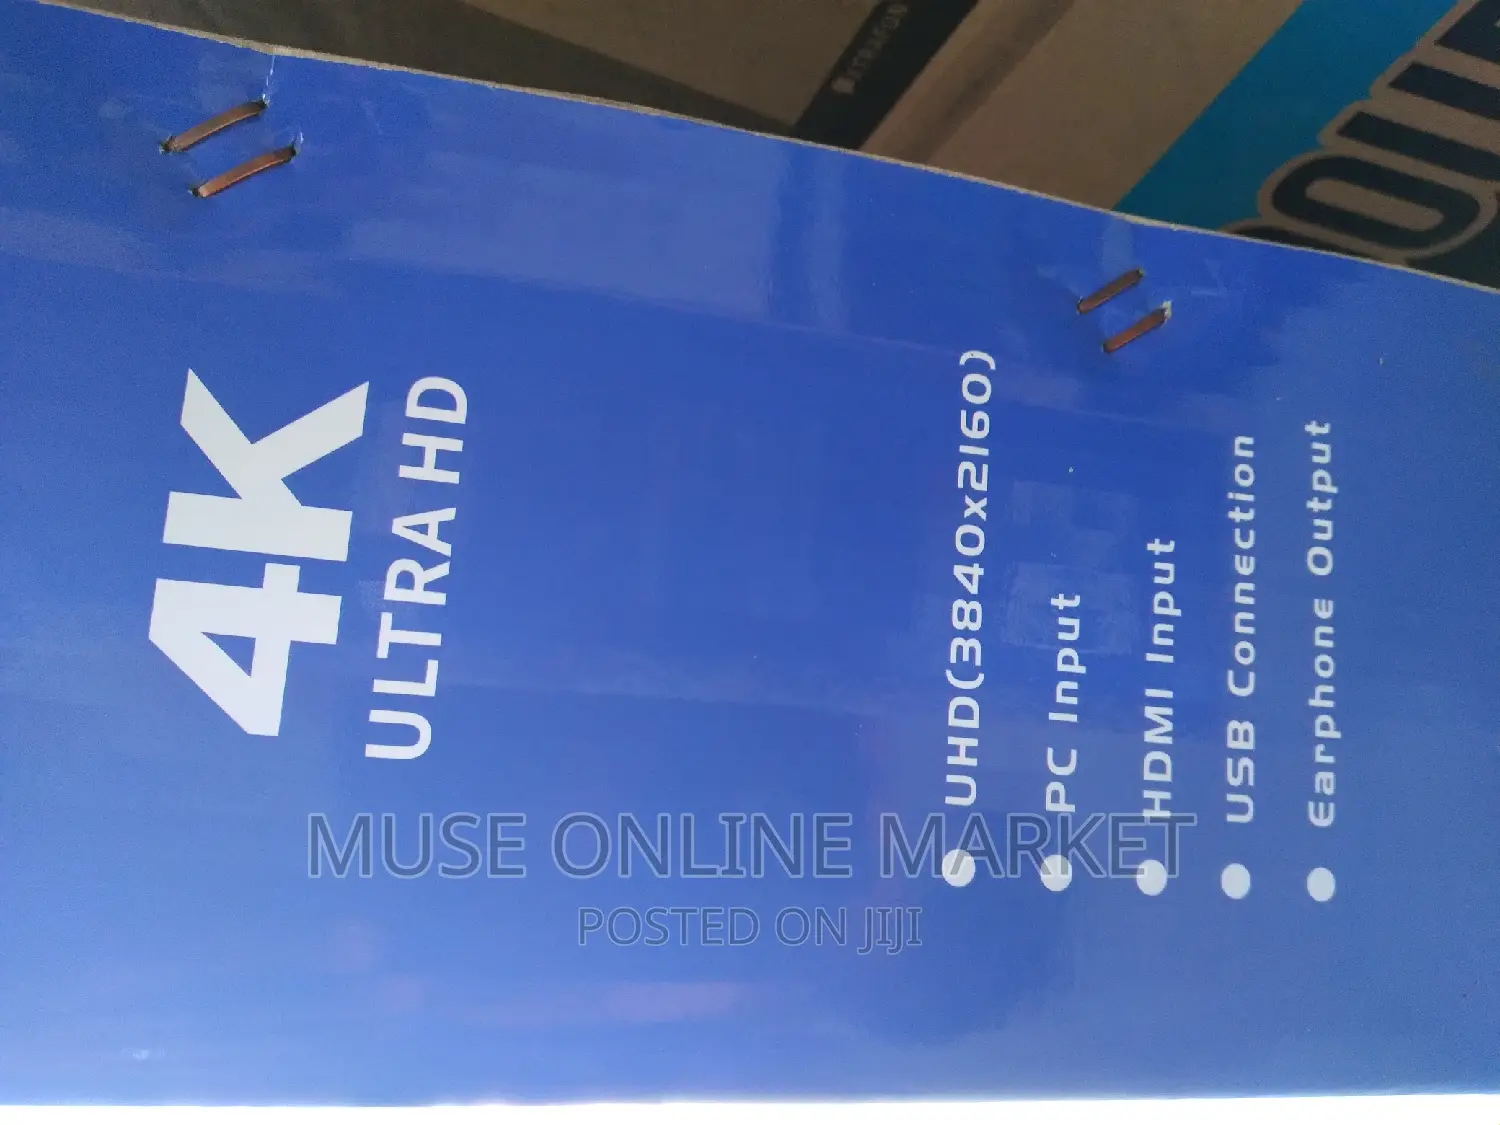 4K
ULTRA HD
UHD(3840x2160)
PC Input
HDMI Input
USB Connection
Earphone Output
MUSE ONLINE MARKET
POSTED ON JIJI